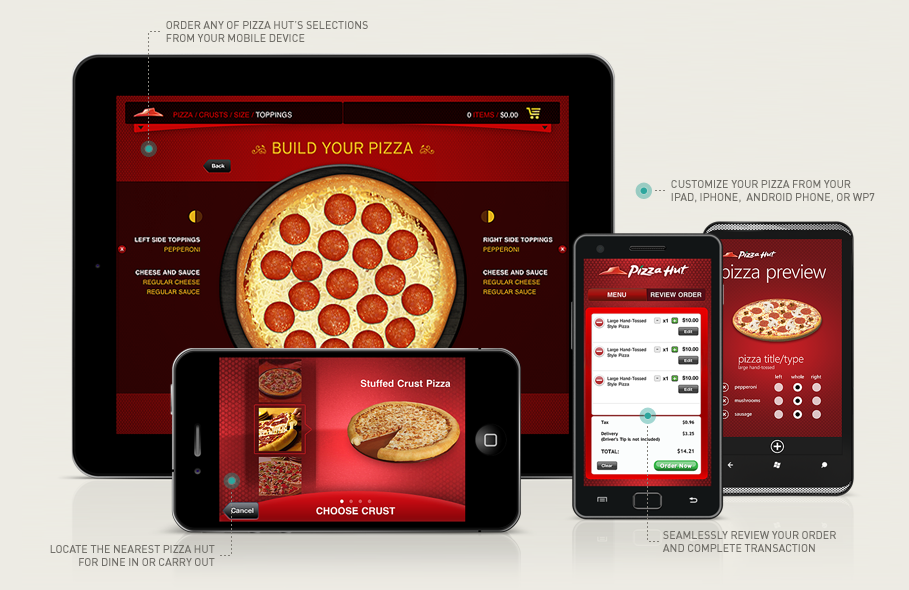 ORDER ANY OF PIZZA HUT'S SELECTIONS
FROM YOUR MOBILE DEVICE
PIZZA / CRUSTS / SIZE / TOPPINGS
0 ITEMS / $0.00
BUILD YOUR PIZZA
Back
LEFT SIDE TOPPINGS
PEPPERONI
CHEESE AND SAUCE
REGULAR CHEESE
REGULAR SAUCE
RIGHT SIDE TOPPINGS
PEPPERONI
CHEESE AND SAUCE
REGULAR CHEESE
REGULAR SAUCE
CUSTOMIZE YOUR PIZZA FROM YOUR
IPAD, IPHONE, ANDROID PHONE, OR WP7
Stuffed Crust Pizza
Cancel
CHOOSE CRUST
Pizza Hut
MENU
REVIEW ORDER
Large Hand-Tossed
Style Pizza
x1
$10.00
Edit
Large Hand-Tossed
Style Pizza
x1
$10.00
Edit
Large Hand-Tossed
Style Pizza
x1
$10.00
Edit
Tax
$0.96
Delivery
(Driver's Tip is not included)
$3.25
TOTAL:
$14.21
Clear
Order Now
Pizza Hut
pizza preview
pizza title/type
large hand-tossed
left whole right
pepperoni
mushrooms
sausage
LOCATE THE NEAREST PIZZA HUT
FOR DINE IN OR CARRY OUT
SEAMLESSLY REVIEW YOUR ORDER
AND COMPLETE TRANSACTION